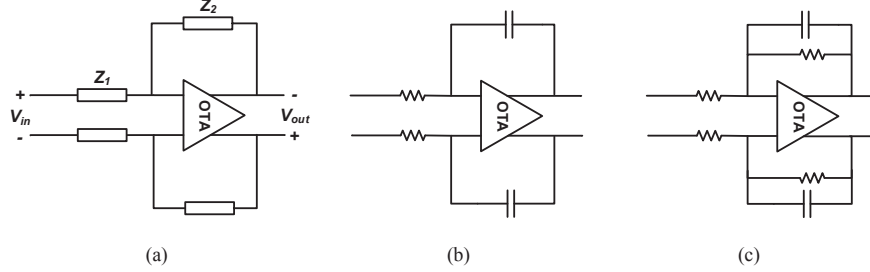 Z2
Z1
+
-
Vin
OTA
Vout
-
+
OTA
OTA
(a)
(b)
(c)